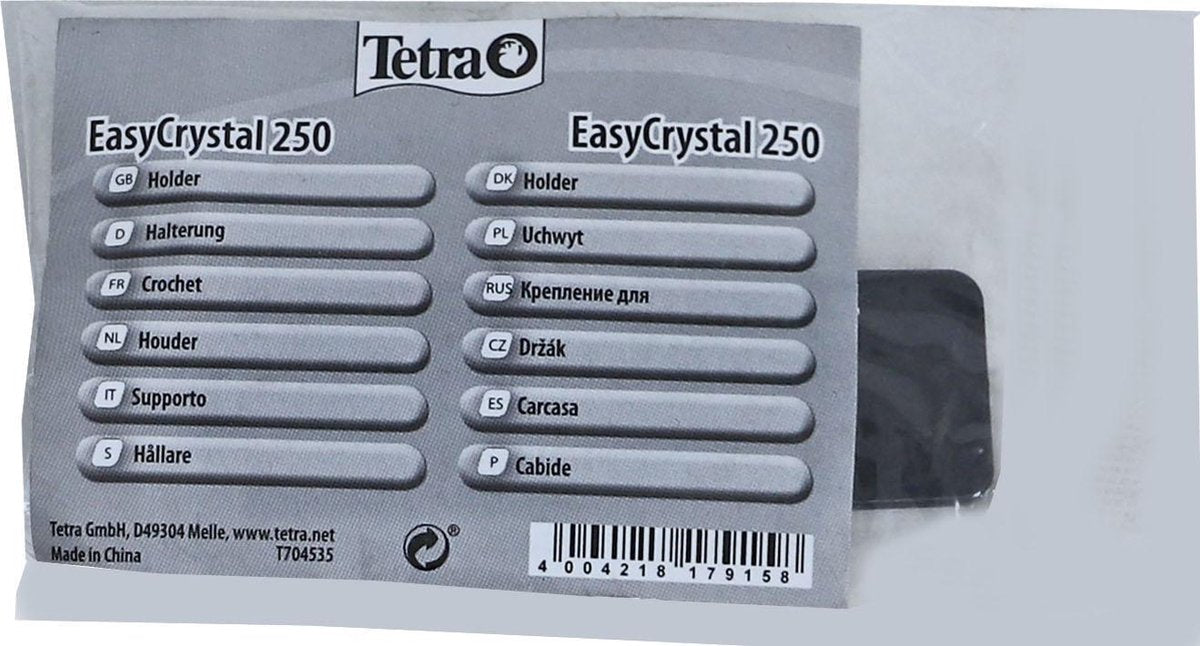 Tetra
EasyCrystal 250
GB Holder
D Halterung
FR Crochet
NL Houder
IT Supporto
S Hållare
EasyCrystal 250
DK Holder
PL Uchwyt
RUS Крепление для
CZ Držák
ES Carcasa
P Cabide
Tetra GmbH, D49304 Melle, www.tetra.net
Made in China T704535
®
4 004218 179158